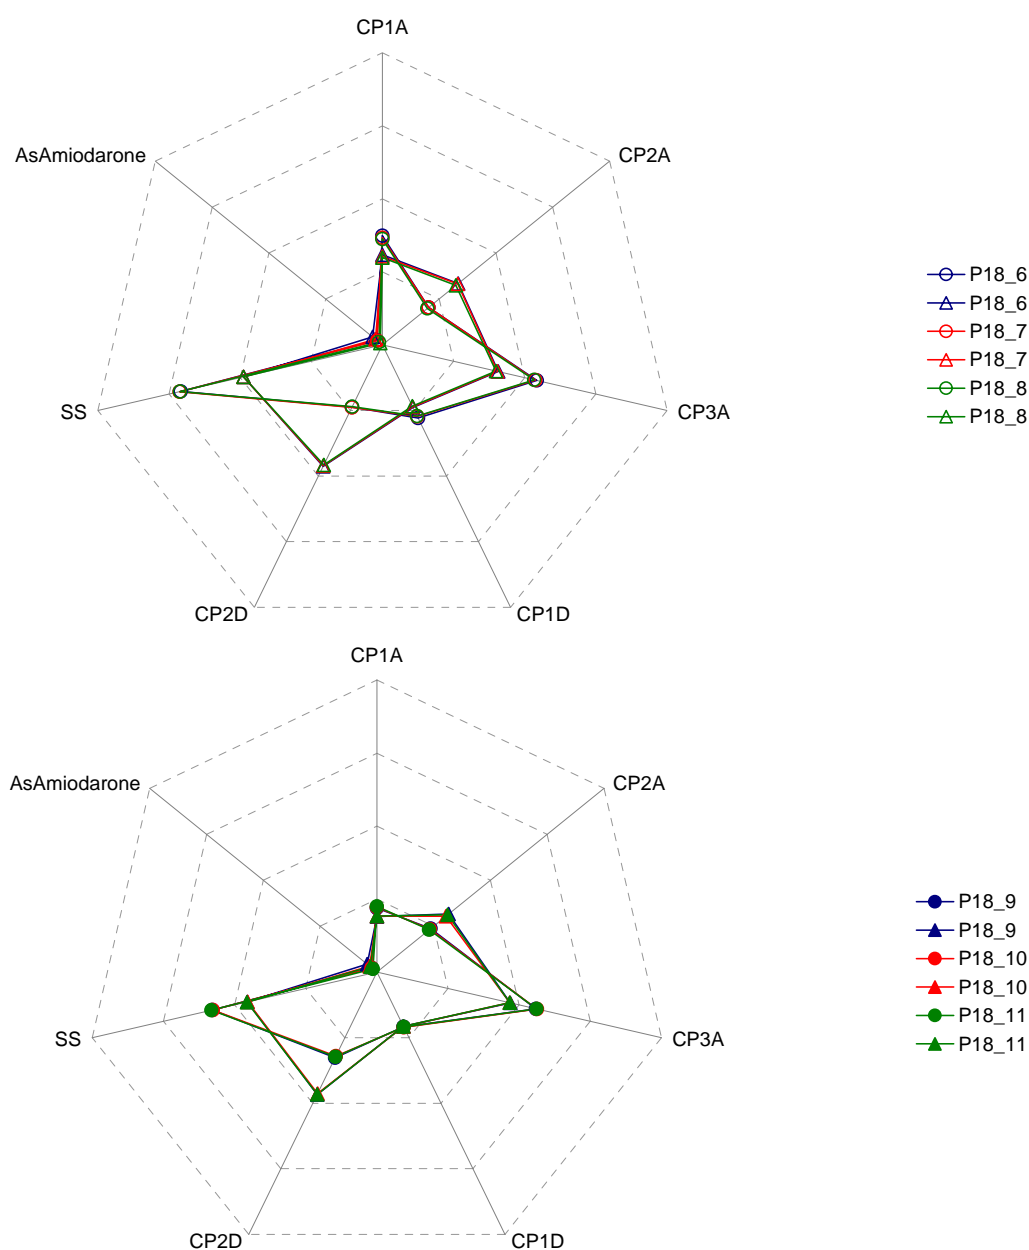 CP1A
AsAmiodarone
CP2A
P18_6
P18_6
P18_7
P18_7
P18_8
P18_8
SS
CP3A
CP2D
CP1D
CP1A
AsAmiodarone
CP2A
P18_9
P18_9
P18_10
P18_10
P18_11
P18_11
SS
CP3A
CP2D
CP1D